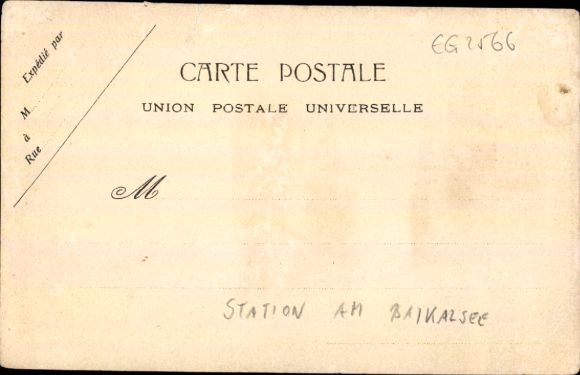 Expédié par
M
à
Rue
EG2566
CARTE POSTALE
UNION POSTALE UNIVERSELLE
M
STATION AM BAIKALSEE